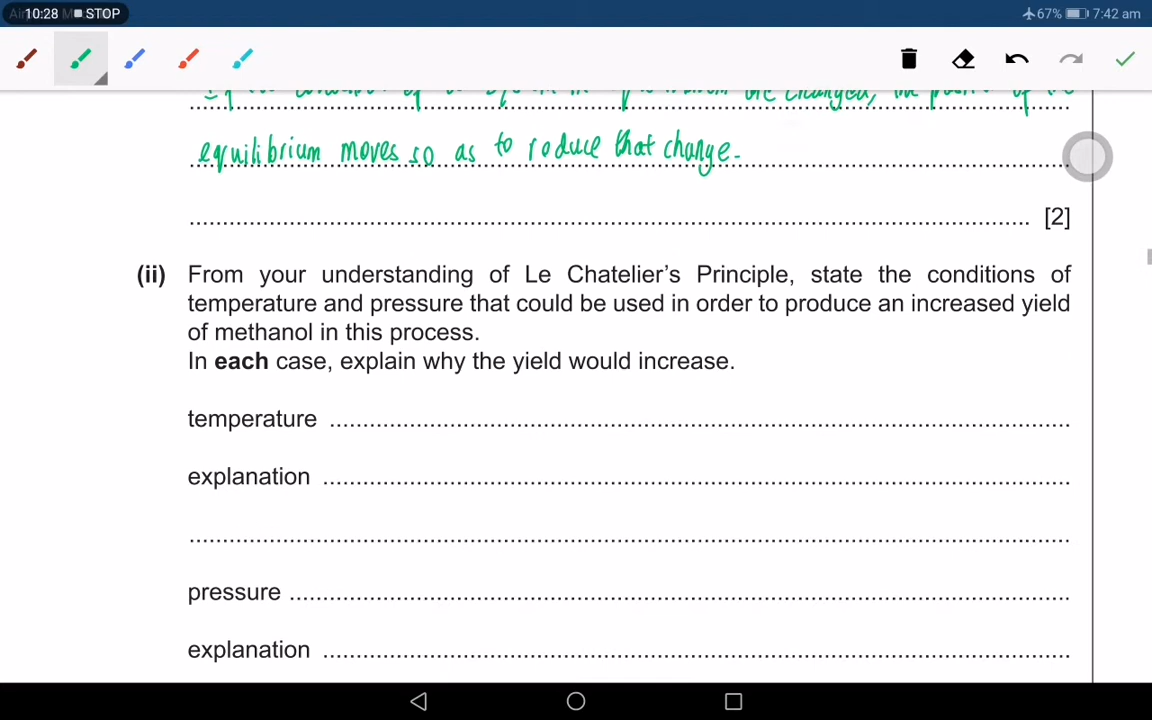 10:28 STOP
67% 7:42 am
are changed, the
equilibrium moves so as to reduce that change.
[2]
(ii) From your understanding of Le Chatelier's Principle, state the conditions of
temperature and pressure that could be used in order to produce an increased yield
of methanol in this process.
In each case, explain why the yield would increase.
temperature
explanation
pressure
explanation